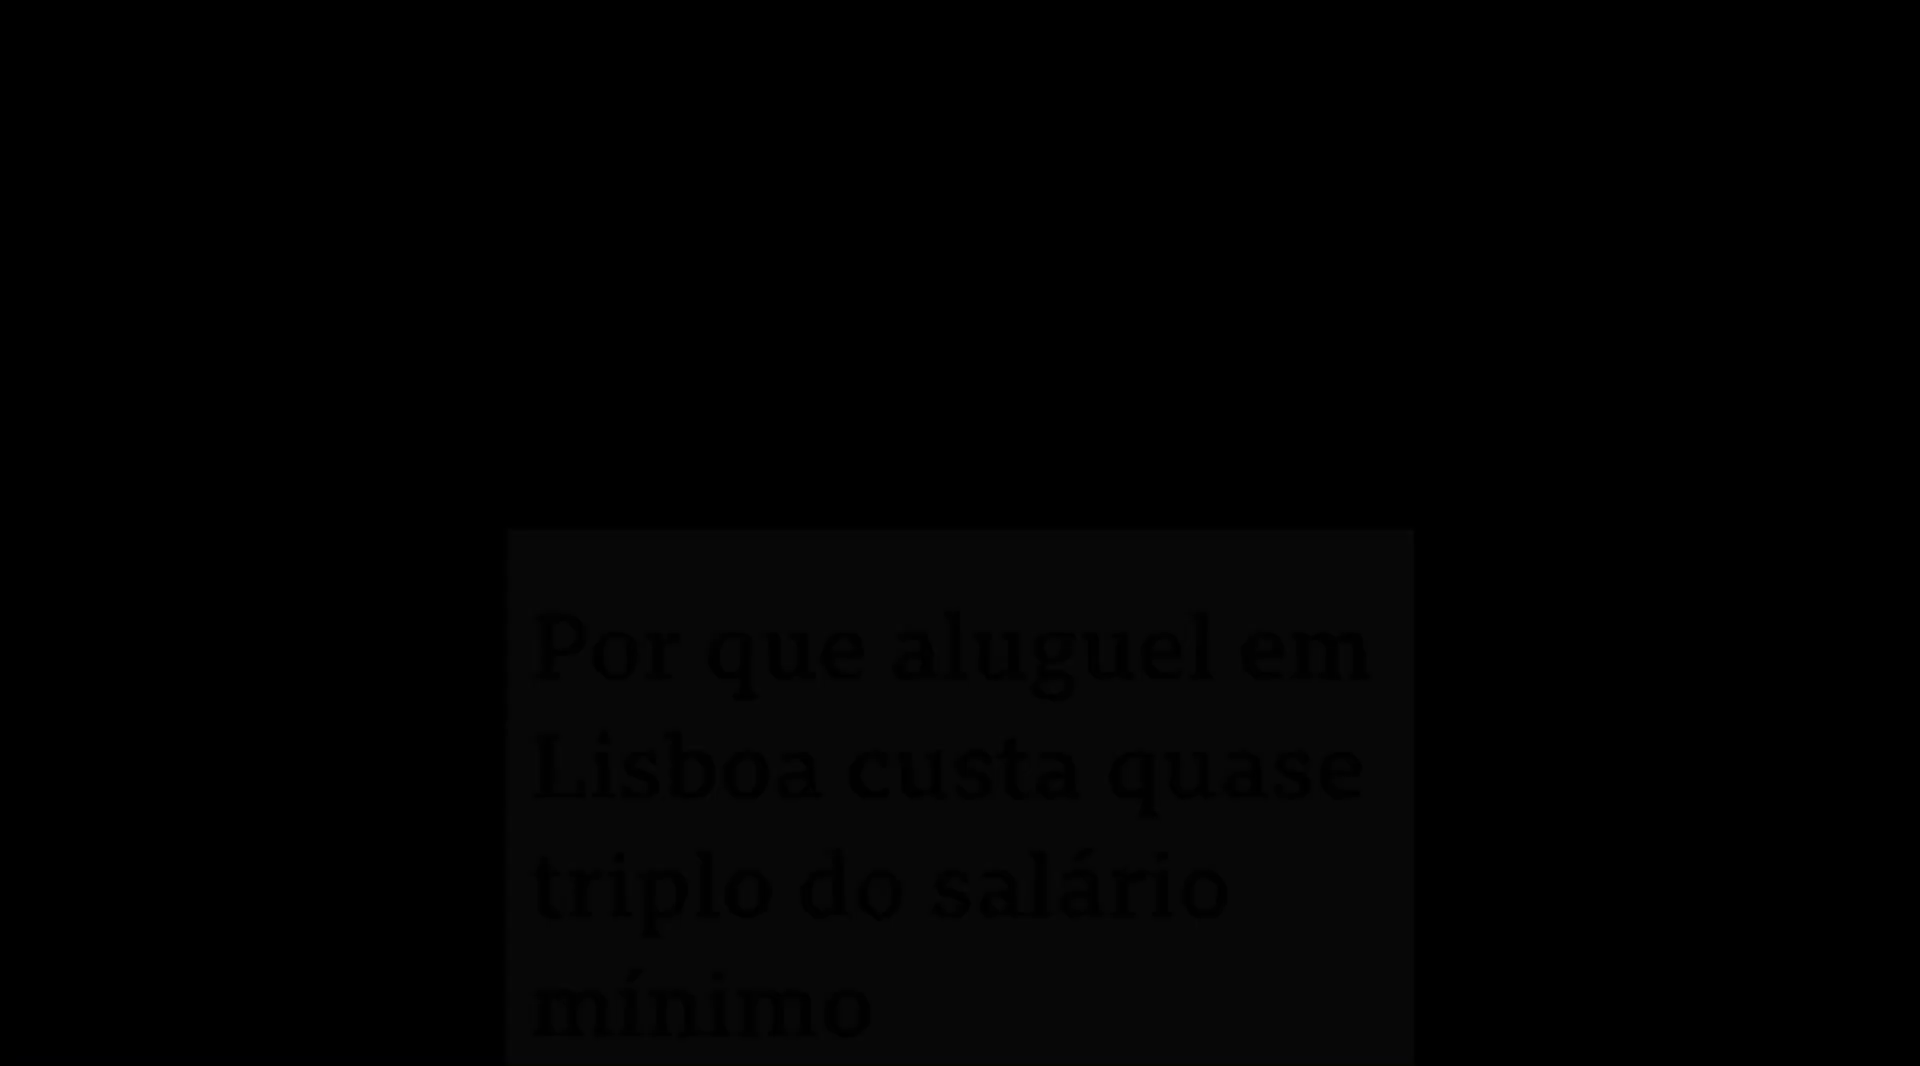 Por que aluguel em
Lisboa custa quase
triplo do salário
mínimo